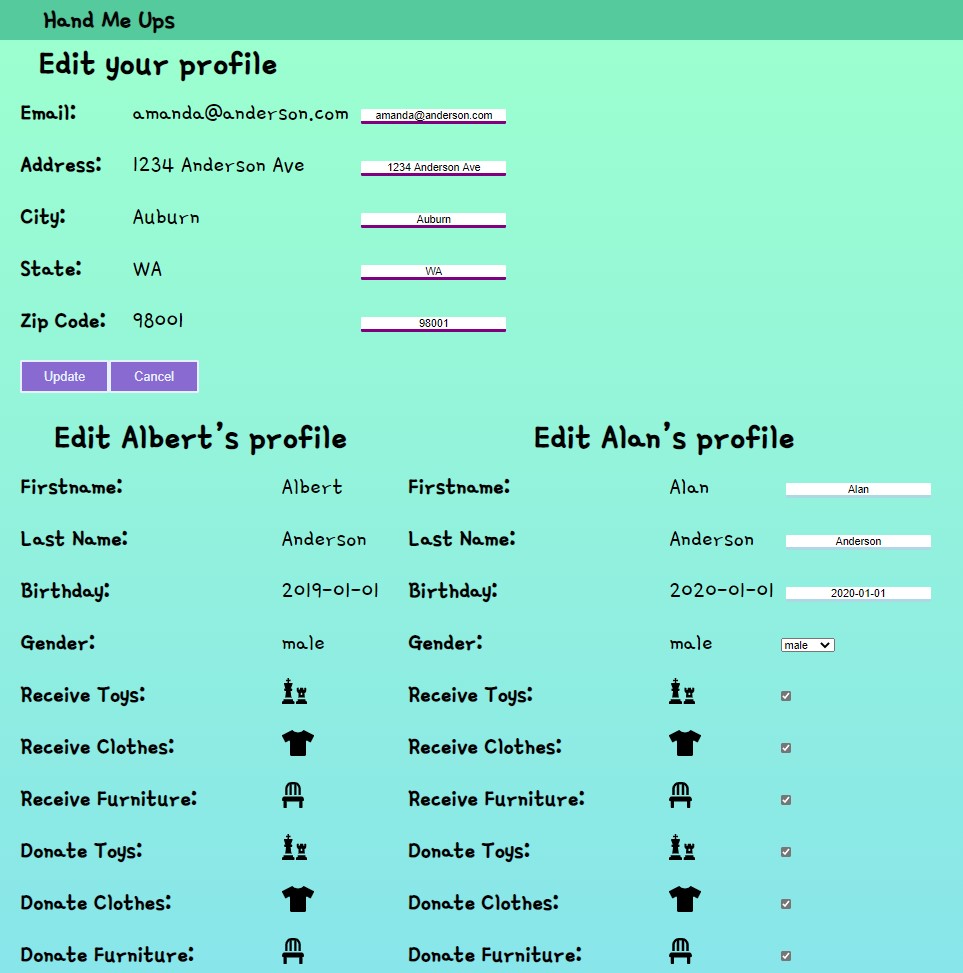 Hand Me Ups
Edit your profile
Email: amanda@anderson.com amanda@anderson.com
Address: 1234 Anderson Ave 1234 Anderson Ave
City: Auburn Auburn
State: WA WA
Zip Code: 98001 98001
Update Cancel
Edit Albert's profile Edit Alan's profile
Firstname: Albert Firstname: Alan Alan
Last Name: Anderson Last Name: Anderson Anderson
Birthday: 2019-01-01 Birthday: 2020-01-01 2020-01-01
Gender: male Gender: male male
Receive Toys: Receive Toys:
Receive Clothes: Receive Clothes:
Receive Furniture: Receive Furniture:
Donate Toys: Donate Toys:
Donate Clothes: Donate Clothes:
Donate Furniture: Donate Furniture: